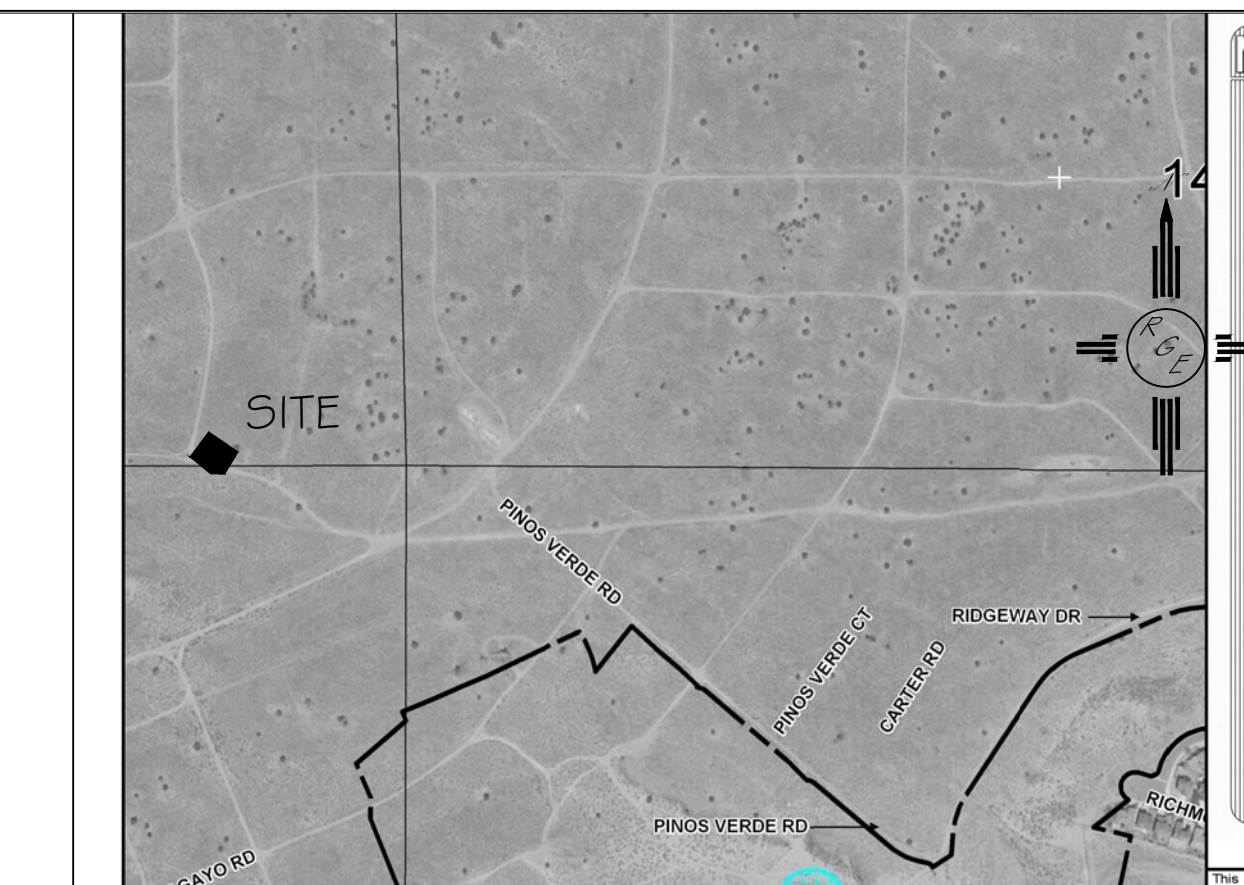 14
N
R
G
E
SITE
PINOS VERDE RD
PINOS VERDE CT
RIDGEWAY DR
CARTER RD
PINOS VERDE RD
RICHM
GAYO RD
This